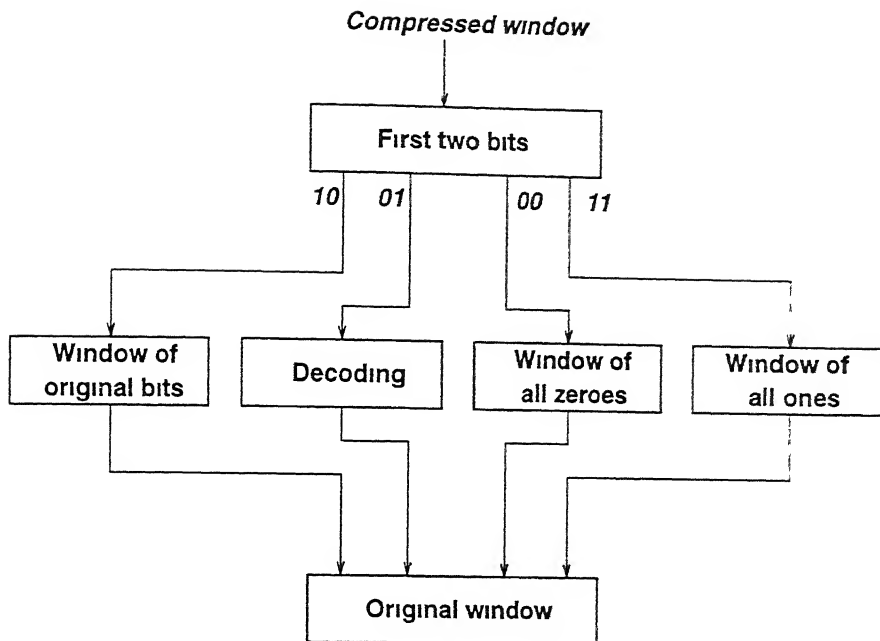 Compressed window
First two bits
10 01 00 11
Window of
original bits
Decoding
Window of
all zeroes
Window of
all ones
Original window